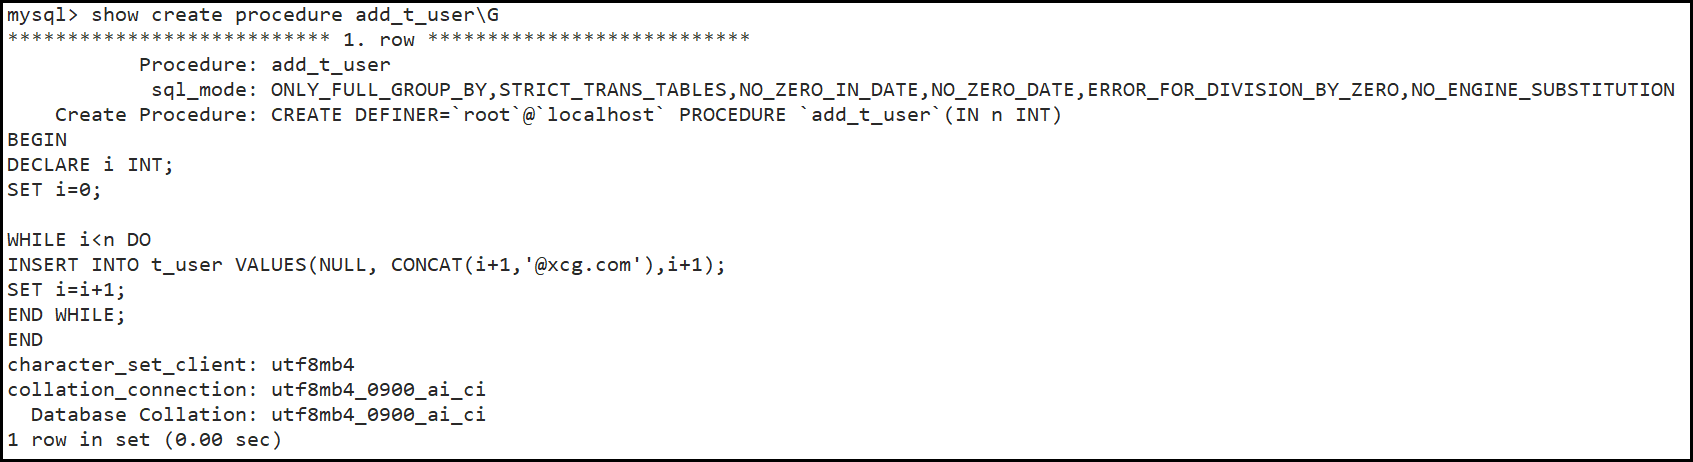 mysql> show create procedure add_t_user\G
*************************** 1. row ***************************
           Procedure: add_t_user
            sql_mode: ONLY_FULL_GROUP_BY,STRICT_TRANS_TABLES,NO_ZERO_IN_DATE,NO_ZERO_DATE,ERROR_FOR_DIVISION_BY_ZERO,NO_ENGINE_SUBSTITUTION
    Create Procedure: CREATE DEFINER=`root`@`localhost` PROCEDURE `add_t_user`(IN n INT)
BEGIN
DECLARE i INT;
SET i=0;

WHILE i<n DO
INSERT INTO t_user VALUES(NULL, CONCAT(i+1,'@xcg.com'),i+1);
SET i=i+1;
END WHILE;
END
character_set_client: utf8mb4
collation_connection: utf8mb4_0900_ai_ci
  Database Collation: utf8mb4_0900_ai_ci
1 row in set (0.00 sec)